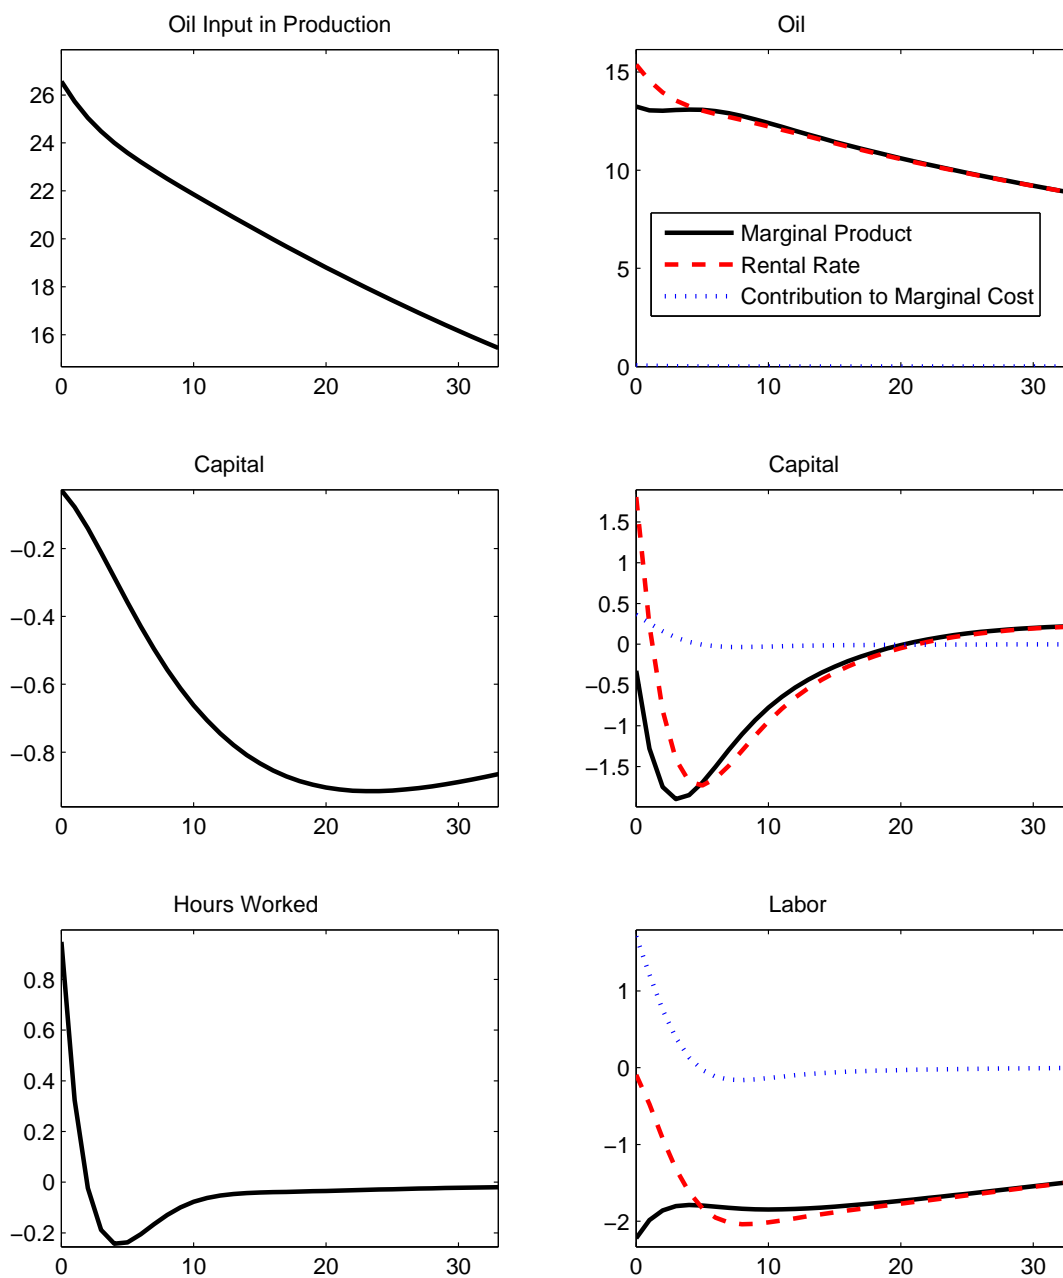 Oil Input in Production
26
24
22
20
18
16
0 10 20 30
Oil
15
10
5
0
Marginal Product
Rental Rate
Contribution to Marginal Cost
0 10 20 30
Capital
−0.2
−0.4
−0.6
−0.8
0 10 20 30
Capital
1.5
1
0.5
0
−0.5
−1
−1.5
0 10 20 30
Hours Worked
0.8
0.6
0.4
0.2
0
−0.2
0 10 20 30
Labor
1
0
−1
−2
0 10 20 30